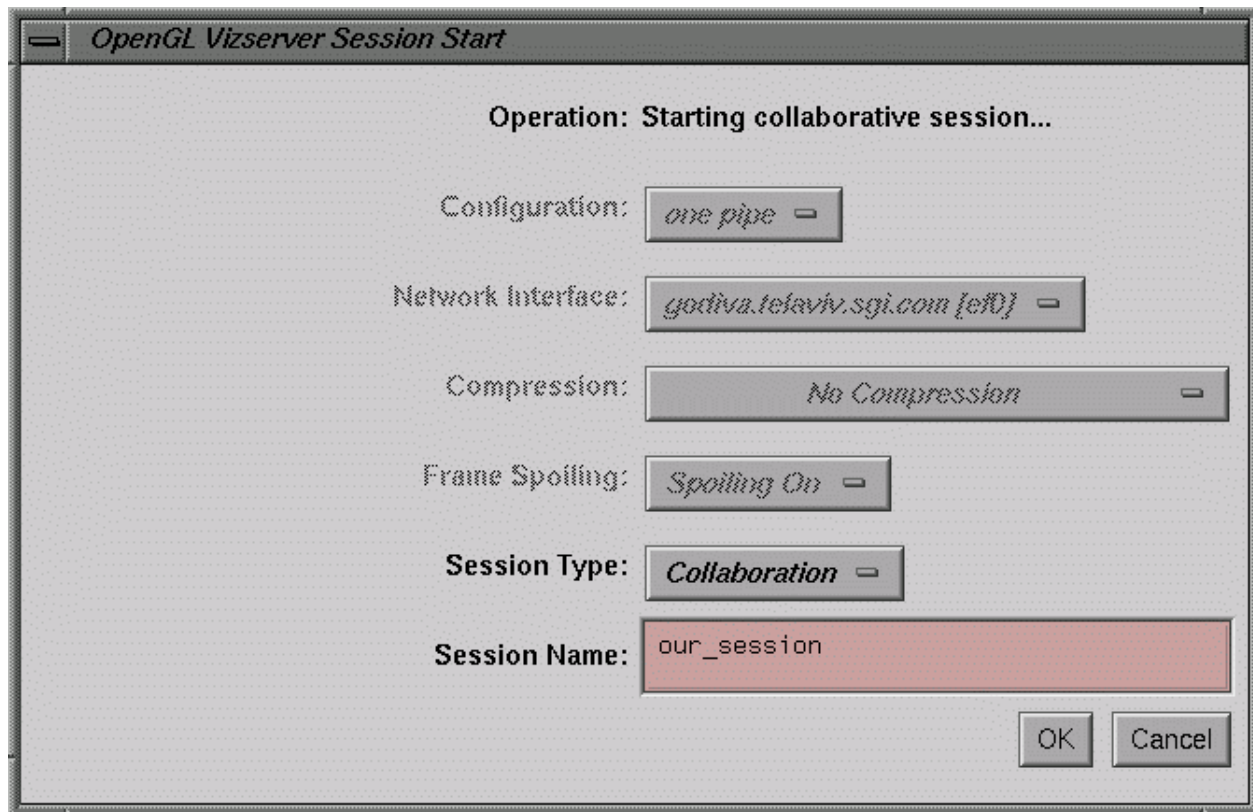 OpenGL Vizserver Session Start
Operation: Starting collaborative session...
Configuration: one pipe
Network Interface: godiva.telaviv.sgi.com [ef0]
Compression: No Compression
Frame Spoiling: Spoiling On
Session Type: Collaboration
Session Name: our_session
OK Cancel